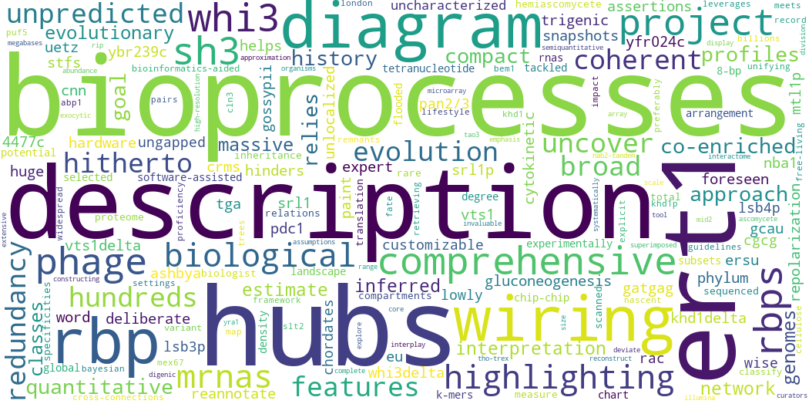 unpredicted whi3 diagram uncharacterized hemiascomycete leverages meets
london assertions
evolutionary trigenic project records
megabases uetz ybr239c sh3 helps history compact snapshots yfr024c profiles
puf5 rip stfs bioinformatics-aided tetranucleotide tackled coherent
abundance approximation semiquantitative rnas display billions unifying
bioprocesses
cnn goal gossypii cln3 high-resolution organisms bem1 8-bp mtl1p
abp1 pairs microarray khd1 impact array preferably
exocytic relies unlocalized flooded pan2/3 lifestyle cytokinetic uncover arrangement free-living
4477c hardware ungapped massive remnants emphasis tao3 co-enriched
potential hitherto crms inheritance evolution broad nba1
huge selected software-assisted hinders expert rare interactome foreseen
description ert1
widespread proteome tga srl1 paint translation fate srl1p degree total khd1p approach
extensive proficiency pdc1 relations retrieving vts1 invaluable systematically explicit tool mid2 ascomycete lsb4p
redundancy vts1delta trees assumptions customizable experimentally superimposed guidelines gcau repolarization
phage biological comprehensive subsets ersu cgcg
constructing ashbya biologist landscape range gluconeogenesis scanned phylum
classes hundreds settings estimate inferred compartments lowly gatgag rbps sequenced
specificities word framework chip-chip nascent khd1delta genomes
rbp deliberate variant density slt2 hubs core wiring size wise
global bayesian lsb3p yra1 map chordates explore eu interpretation rac deviate classify
quantitative mex67 mrnas whi3delta interplay highlighting reconstruct network
reannotate features complete tho-trex measure chart curators
cross-connections digenic k-mers illumina